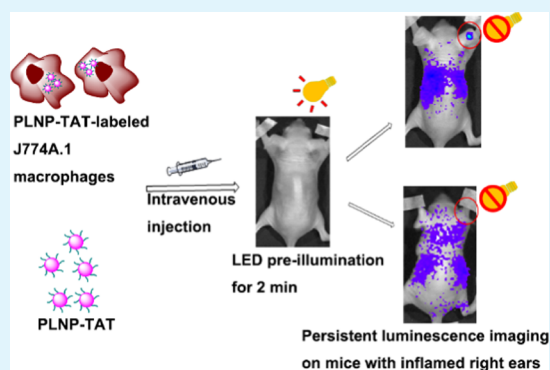 PLNP-TAT-labeled
J774A.1
macrophages
Intravenous
injection
PLNP-TAT
LED pre-illumination
for 2 min
Persistent luminescence imaging
on mice with inflamed right ears